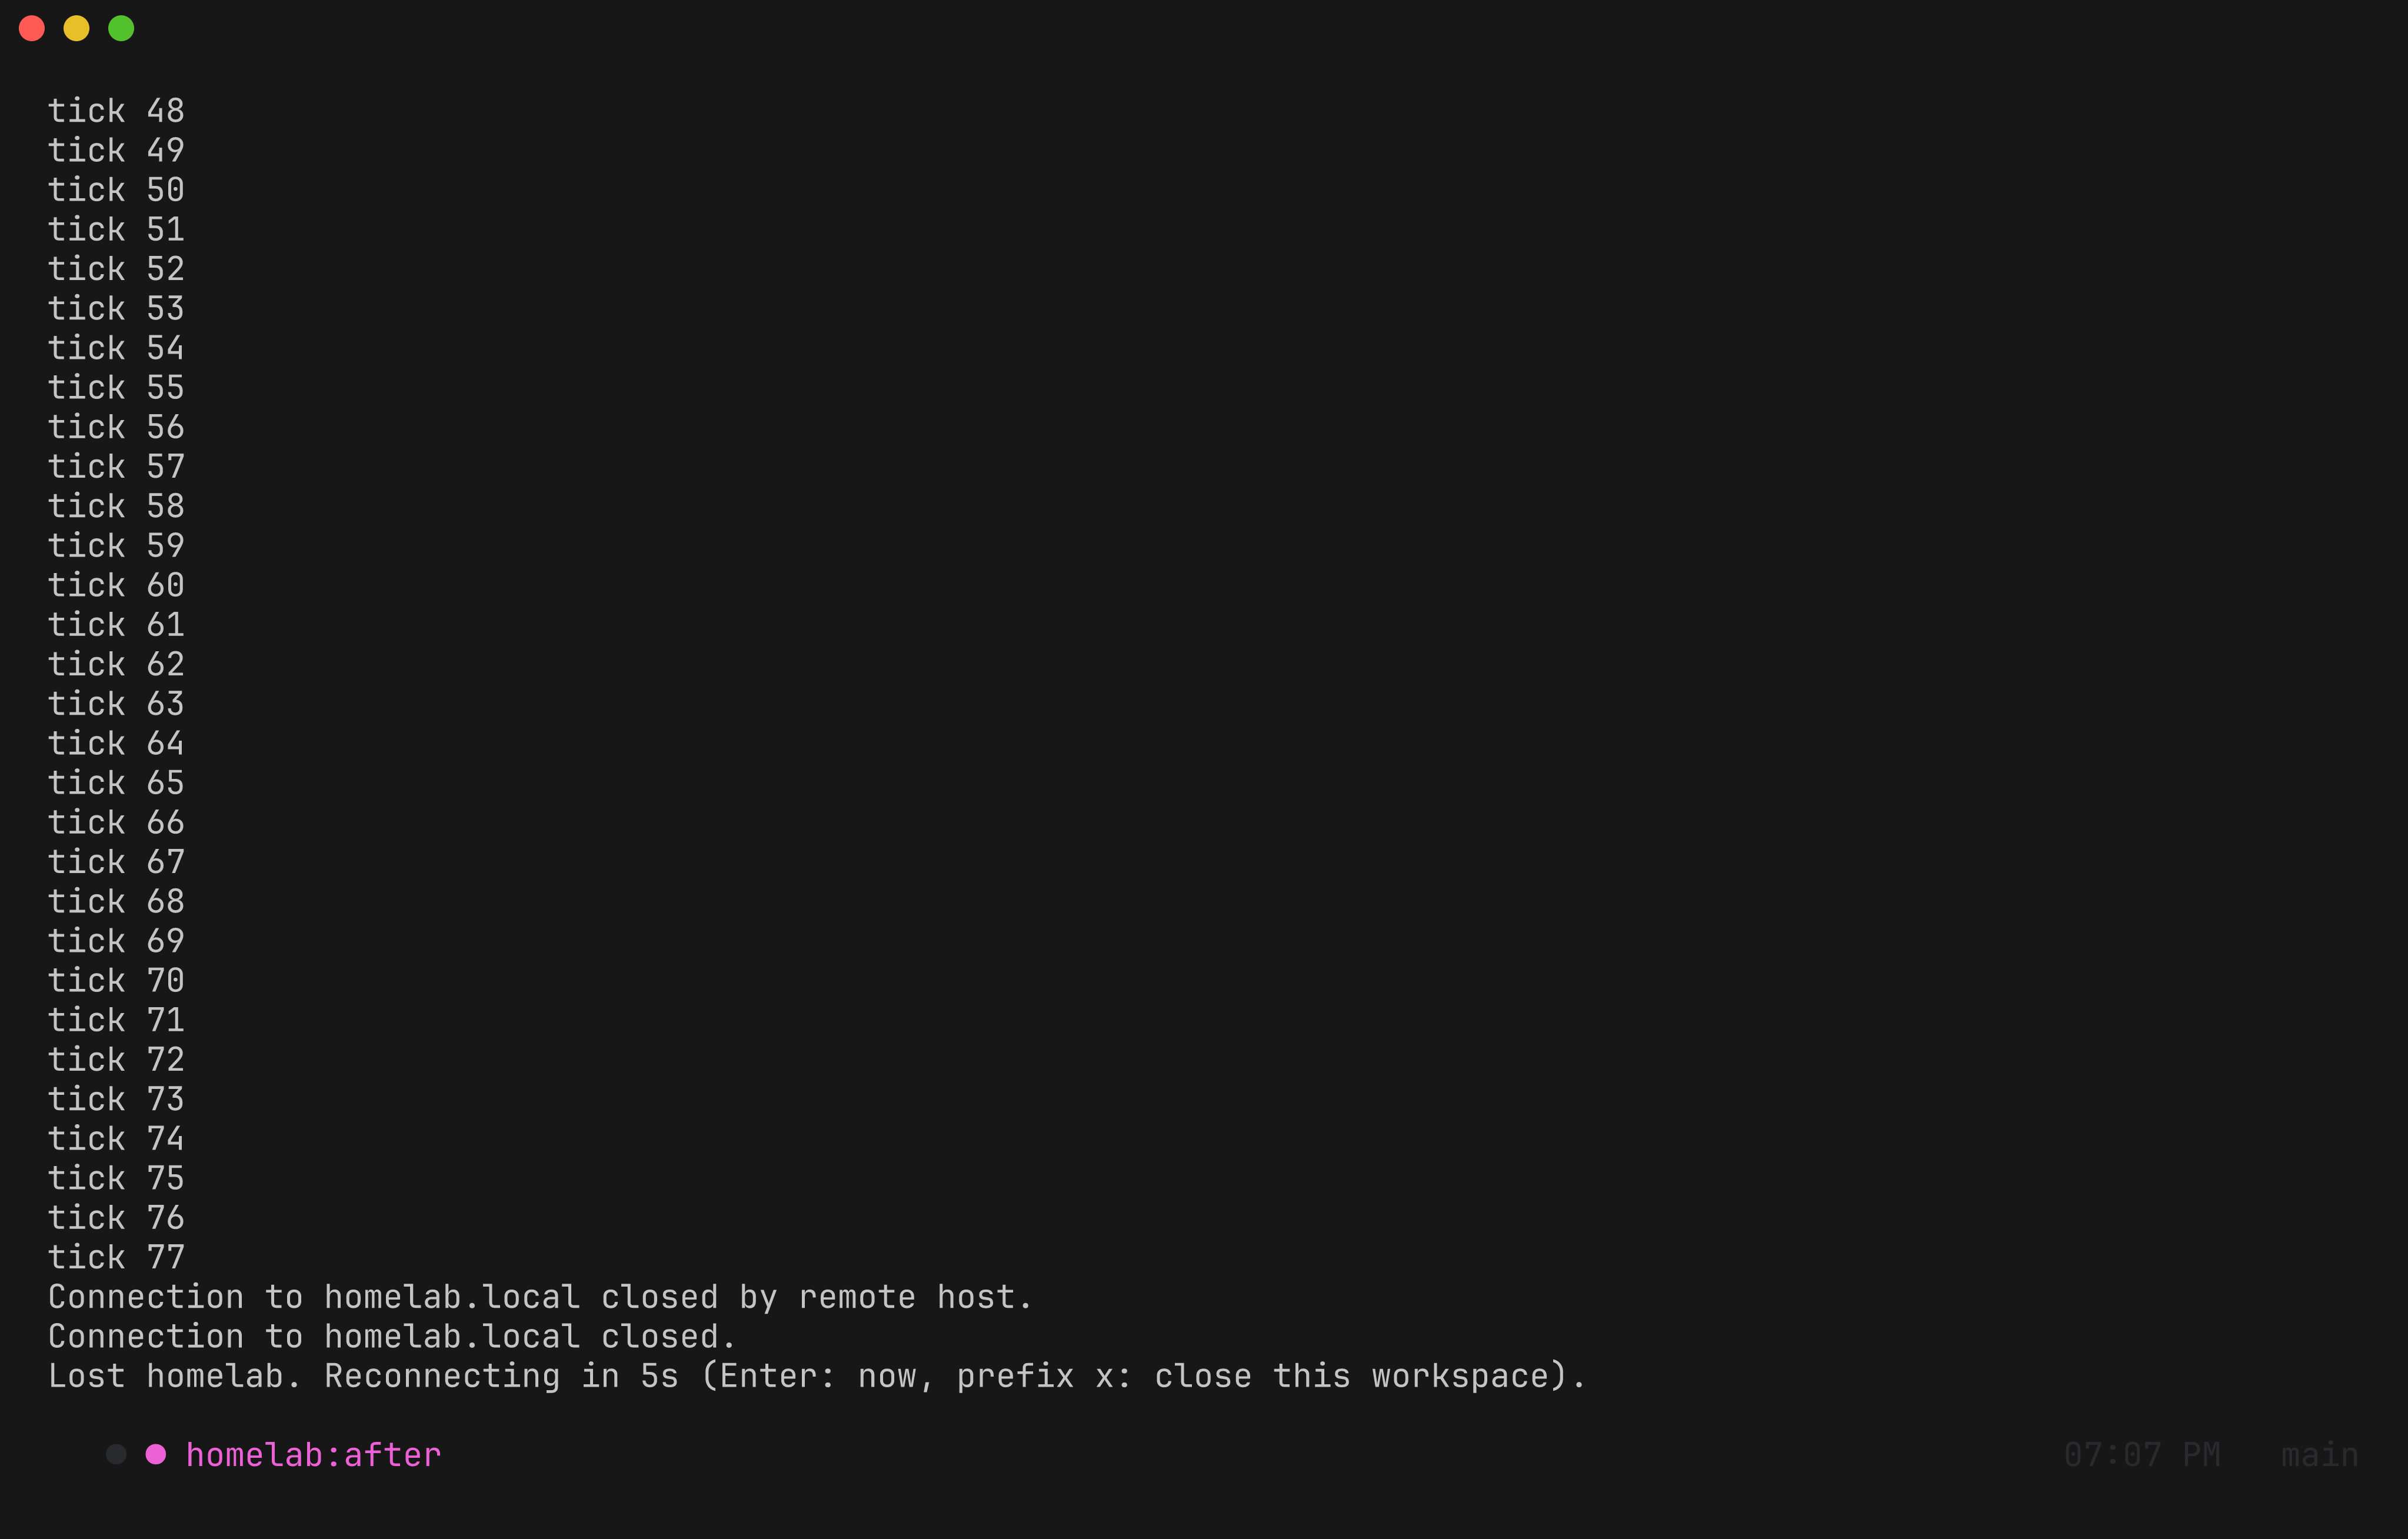 tick 48
tick 49
tick 50
tick 51
tick 52
tick 53
tick 54
tick 55
tick 56
tick 57
tick 58
tick 59
tick 60
tick 61
tick 62
tick 63
tick 64
tick 65
tick 66
tick 67
tick 68
tick 69
tick 70
tick 71
tick 72
tick 73
tick 74
tick 75
tick 76
tick 77
Connection to homelab.local closed by remote host.
Connection to homelab.local closed.
Lost homelab. Reconnecting in 5s (Enter: now, prefix x: close this workspace).
homelab:after 07:07 PM main